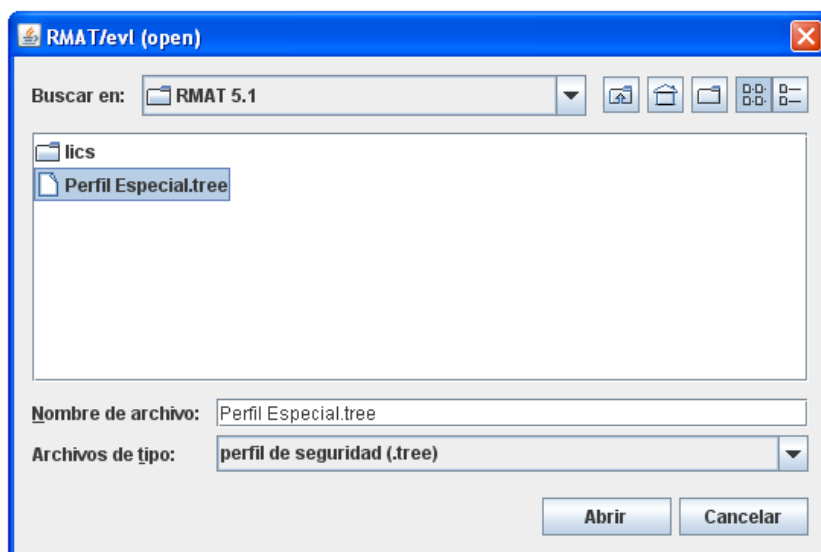 RMAT/evl (open)
Buscar en: RMAT 5.1
lics
Perfil Especial.tree
Nombre de archivo: Perfil Especial.tree
Archivos de tipo: perfil de seguridad (.tree)
Abrir Cancelar